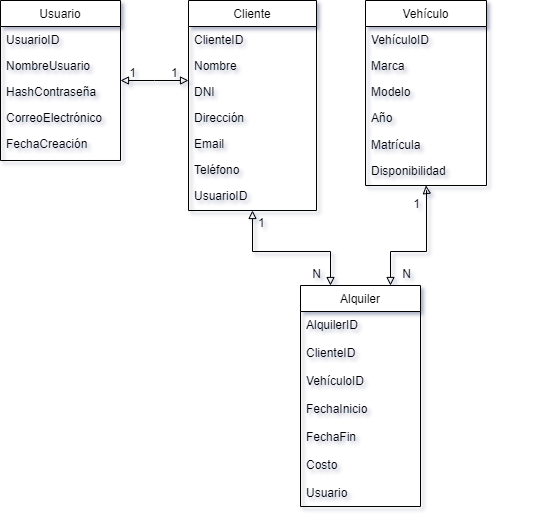 Usuario
UsuarioID
NombreUsuario
HashContraseña
CorreoElectrónico
FechaCreación
1
1
Cliente
ClienteID
Nombre
DNI
Dirección
Email
Teléfono
UsuarioID
Vehículo
VehículoID
Marca
Modelo
Año
Matrícula
Disponibilidad
1
1
N
N
Alquiler
AlquilerID
ClienteID
VehículoID
FechaInicio
FechaFin
Costo
Usuario